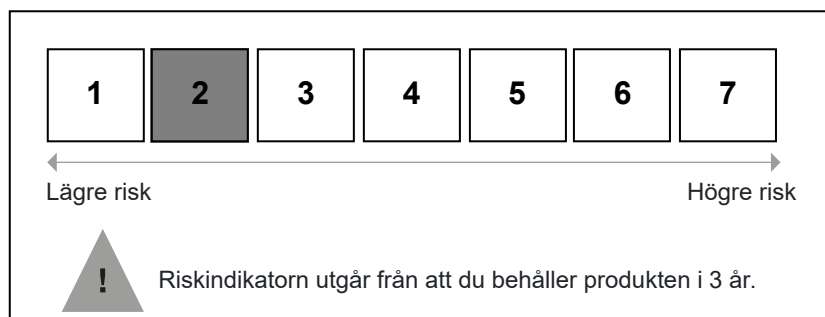 1 2 3 4 5 6 7
Lägre risk Högre risk
! Riskindikatorn utgår från att du behåller produkten i 3 år.